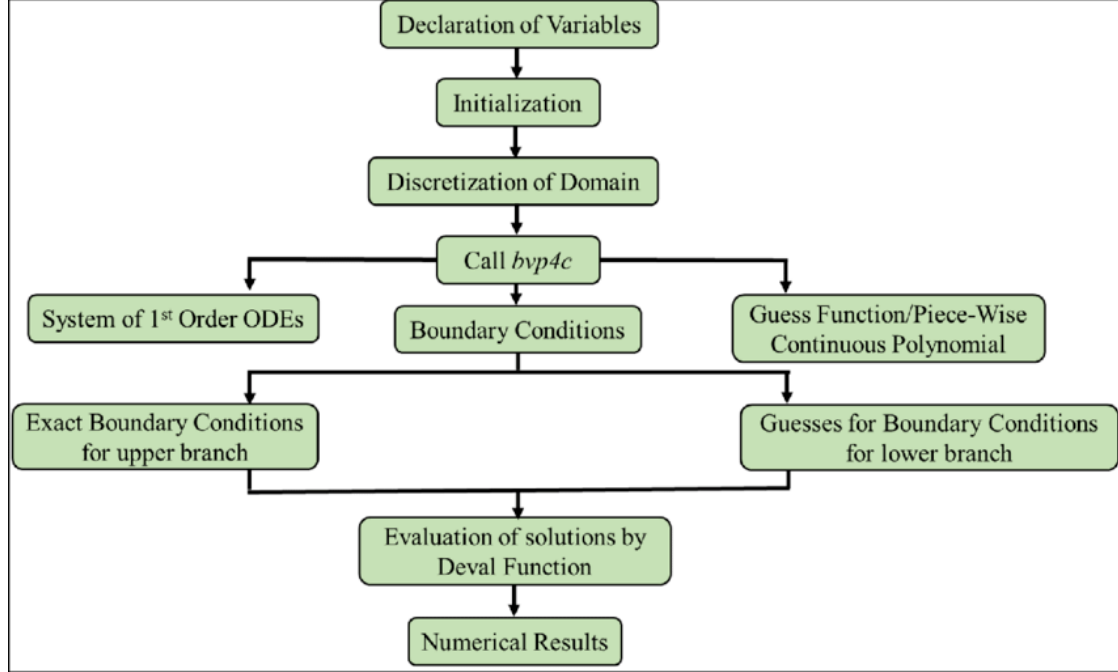 Declaration of Variables
Initialization
Discretization of Domain
Call bvp4c
System of 1st Order ODEs
Boundary Conditions
Guess Function/Piece-Wise
Continuous Polynomial
Exact Boundary Conditions
for upper branch
Guesses for Boundary Conditions
for lower branch
Evaluation of solutions by
Deval Function
Numerical Results